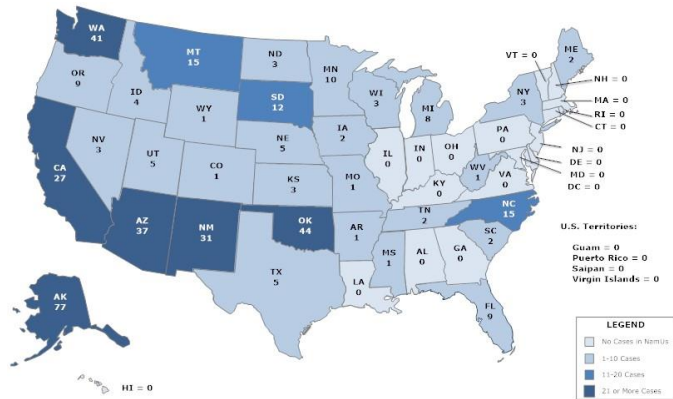 WA
41
MT
15
ND
3
MN
10
ME
2
VT = 0
NH = 0
MA = 0
RI = 0
CT = 0
OR
9
ID
4
SD
12
WI
3
MI
8
NY
3
WY
1
IA
2
PA
0
NJ = 0
DE = 0
MD = 0
DC = 0
NV
3
UT
5
CO
1
NE
5
IL
0
IN
0
OH
0
WV
1
VA
0
CA
27
KS
3
MO
1
KY
0
NC
15
TN
2
AZ
37
NM
31
OK
44
AR
1
SC
2
MS
1
AL
0
GA
0
TX
5
LA
0
FL
9
AK
77
HI = 0
U.S. Territories:
Guam = 0
Puerto Rico = 0
Saipan = 0
Virgin Islands = 0
LEGEND
No Cases in NamUs
1-10 Cases
11-20 Cases
21 or More Cases